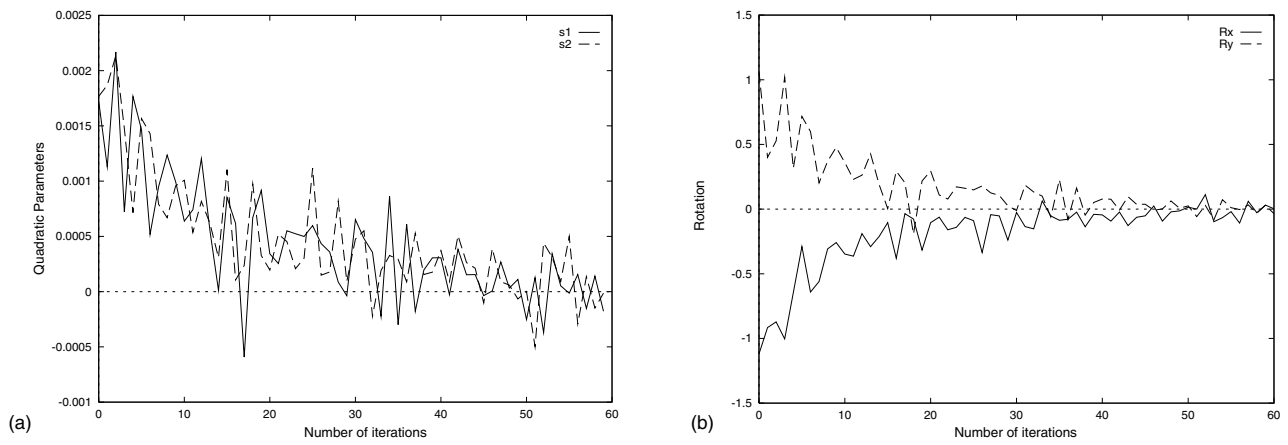 0.0025
0.002
0.0015
0.001
0.0005
0
-0.0005
-0.001
Quadratic Parameters
s1
s2
0 10 20 30 40 50 60
Number of iterations
(a)
1.5
1
0.5
0
-0.5
-1
-1.5
Rotation
Rx
Ry
0 10 20 30 40 50 60
Number of iterations
(b)